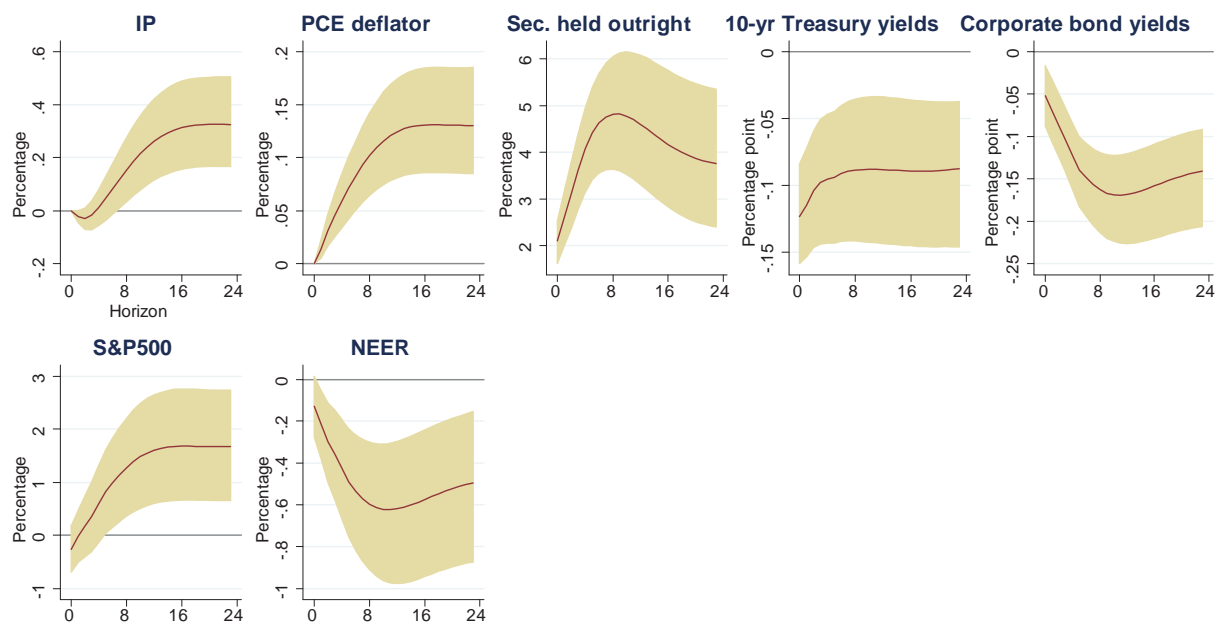 IP
PCE deflator
Sec. held outright
10-yr Treasury yields
Corporate bond yields
Percentage
.6
.4
.2
0
-.2
0 8 16 24
Horizon
Percentage
.2
.15
.1
.05
0
0 8 16 24
Percentage
6
5
4
3
2
0 8 16 24
Percentage point
0
-.05
-.1
-.15
0 8 16 24
Percentage point
0
-.05
-.1
-.15
-.2
-.25
0 8 16 24
S&P500
NEER
Percentage
3
2
1
0
-1
0 8 16 24
Percentage
0
-.2
-.4
-.6
-.8
-1
0 8 16 24